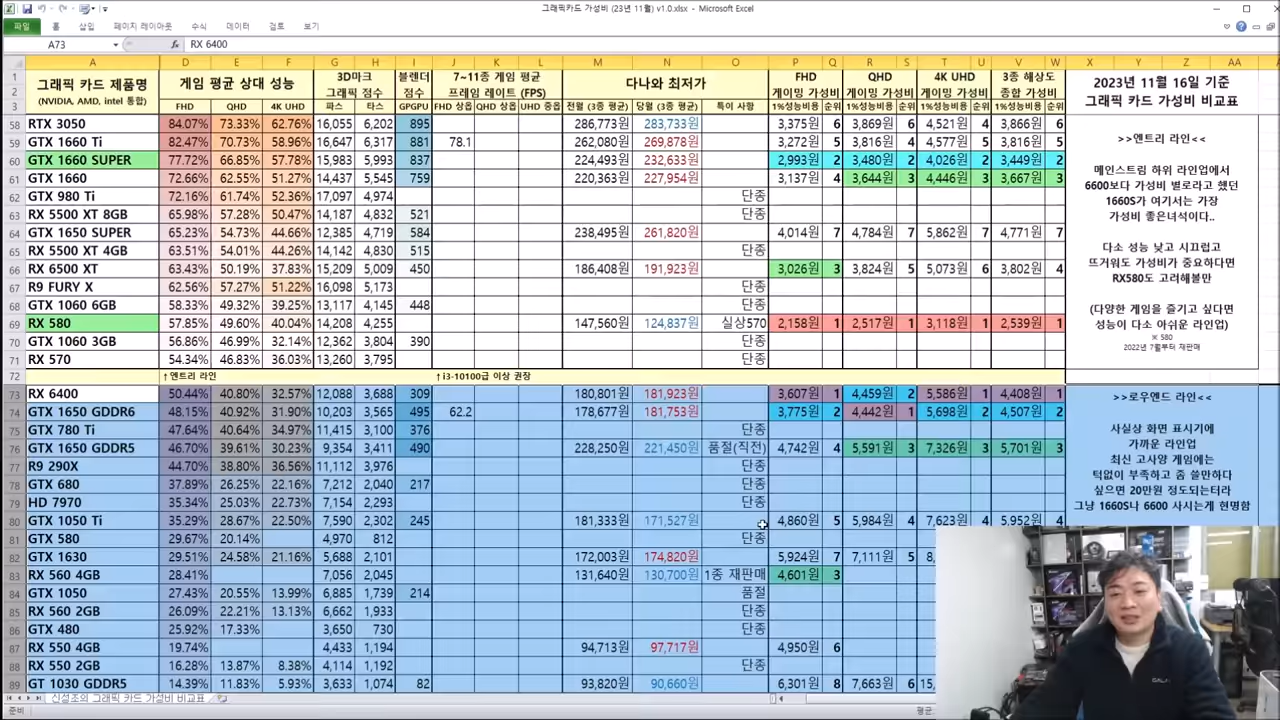 그래픽카드 가성비 (23년 11월) v1.0.xlsx - Microsoft Excel
파일 홈 삽입 페이지 레이아웃 수식 데이터 검토 보기
A73 fx RX 6400
A D E F G H I J K L M N O P Q R S T U V W X Y Z AA
1 그래픽 카드 제품명 게임 평균 상대 성능 3D마크 블렌더 7~11종 게임 평균 다나와 최저가 FHD QHD 4K UHD 3종 해상도 2023년 11월 16일 기준
2 (NVIDIA, AMD, intel 통합) 그래픽 점수 점수 프레임 레이트 (FPS) 게이밍 가성비 게이밍 가성비 게이밍 가성비 종합 가성비 그래픽 카드 가성비 비교표
3 FHD QHD 4K UHD 파스 타스 GPGPU FHD 상옵 QHD 상옵 UHD 중옵 전월 (3종 평균) 당월 (3종 평균) 특이 사항 1%성능비용 순위 1%성능비용 순위 1%성능비용 순위 1%성능비용 순위
58 RTX 3050 84.07% 73.33% 62.76% 16,055 6,202 895 286,773원 283,733원 3,375원 6 3,869원 6 4,521원 4 3,866원 6
59 GTX 1660 Ti 82.47% 70.73% 58.96% 16,647 6,317 881 78.1 262,080원 269,878원 3,272원 5 3,816원 4 4,577원 5 3,816원 5
60 GTX 1660 SUPER 77.72% 66.85% 57.78% 15,983 5,993 837 224,493원 232,633원 2,993원 2 3,480원 2 4,026원 2 3,449원 2
61 GTX 1660 72.66% 62.55% 51.27% 14,437 5,545 759 220,363원 227,954원 3,137원 4 3,644원 3 4,446원 3 3,667원 3
62 GTX 980 Ti 72.16% 61.74% 52.36% 17,097 4,974 단종
63 RX 5500 XT 8GB 65.98% 57.28% 50.47% 14,187 4,832 521 단종
64 GTX 1650 SUPER 65.23% 54.73% 44.66% 12,385 4,719 584 238,495원 261,820원 4,014원 7 4,784원 7 5,862원 7 4,771원 7
65 RX 5500 XT 4GB 63.51% 54.01% 44.26% 14,142 4,830 515 단종
66 RX 6500 XT 63.43% 50.19% 37.83% 15,209 5,009 450 186,408원 191,923원 3,026원 3 3,824원 5 5,073원 6 3,802원 4
67 R9 FURY X 62.56% 57.27% 51.22% 16,098 5,173 단종
68 GTX 1060 6GB 58.33% 49.32% 39.25% 13,117 4,145 448 단종
69 RX 580 57.85% 49.60% 40.04% 14,208 4,255 147,560원 124,837원 실상570 2,158원 1 2,517원 1 3,118원 1 2,539원 1
70 GTX 1060 3GB 56.86% 46.99% 32.14% 12,362 3,804 390 단종
71 RX 570 54.34% 46.83% 36.03% 13,260 3,795 단종
>>엔트리 라인<<
메인스트림 하위 라인업에서
6600보다 가성비 별로라고 했던
1660S가 여기서는 가장
가성비 좋은녀석이다..
다소 성능 낮고 시끄럽고
뜨거워도 가성비가 중요하다면
RX580도 고려해볼만
(다양한 게임을 즐기고 싶다면
성능이 다소 아쉬운 라인업)
※ 580
2022년 7월부터 재판매
72 ↑엔트리 라인 ↑i3-10100급 이상 권장
73 RX 6400 50.44% 40.80% 32.57% 12,088 3,688 309 180,801원 181,923원 3,607원 1 4,459원 2 5,586원 1 4,408원 1
74 GTX 1650 GDDR6 48.15% 40.92% 31.90% 10,203 3,565 495 62.2 178,677원 181,753원 3,775원 2 4,442원 1 5,698원 2 4,507원 2
75 GTX 780 Ti 47.64% 40.64% 34.97% 11,415 3,100 376 단종
76 GTX 1650 GDDR5 46.70% 39.61% 30.23% 9,354 3,411 490 228,250원 221,450원 품절(직전) 4,742원 4 5,591원 3 7,326원 3 5,701원 3
77 R9 290X 44.70% 38.80% 36.56% 11,112 3,976 단종
78 GTX 680 37.89% 26.25% 22.16% 7,212 2,040 217 단종
79 HD 7970 35.34% 25.03% 22.73% 7,154 2,293 단종
80 GTX 1050 Ti 35.29% 28.67% 22.50% 7,590 2,302 245 181,333원 171,527원 4,860원 5 5,984원 4 7,623원 4 5,952원 4
81 GTX 580 29.67% 20.14% 4,970 812 단종
82 GTX 1630 29.51% 24.58% 21.16% 5,688 2,101 172,003원 174,820원 5,924원 7 7,111원 5 8,
83 RX 560 4GB 28.41% 7,056 2,045 131,640원 130,700원 1종 재판매 4,601원 3
84 GTX 1050 27.43% 20.55% 13.99% 6,885 1,739 214 품절
85 RX 560 2GB 26.09% 22.21% 13.13% 6,662 1,933 단종
86 GTX 480 25.92% 17.33% 3,650 730 단종
87 RX 550 4GB 19.74% 4,433 1,194 94,713원 97,717원 4,950원 6
88 RX 550 2GB 16.28% 13.87% 8.38% 4,114 1,192 단종
89 GT 1030 GDDR5 14.39% 11.83% 5.93% 3,633 1,074 82 93,820원 90,660원 6,301원 8 7,663원 6 15,
>>로우엔드 라인<<
사실상 화면 표시기에
가까운 라인업
최신 고사양 게임에는
턱없이 부족하고 좀 쓸만하다
싶으면 20만원 정도되는터라
그냥 1660S나 6600 사시는게 현명함
신성조의 그래픽 카드 가성비 비교표
준비 평균: